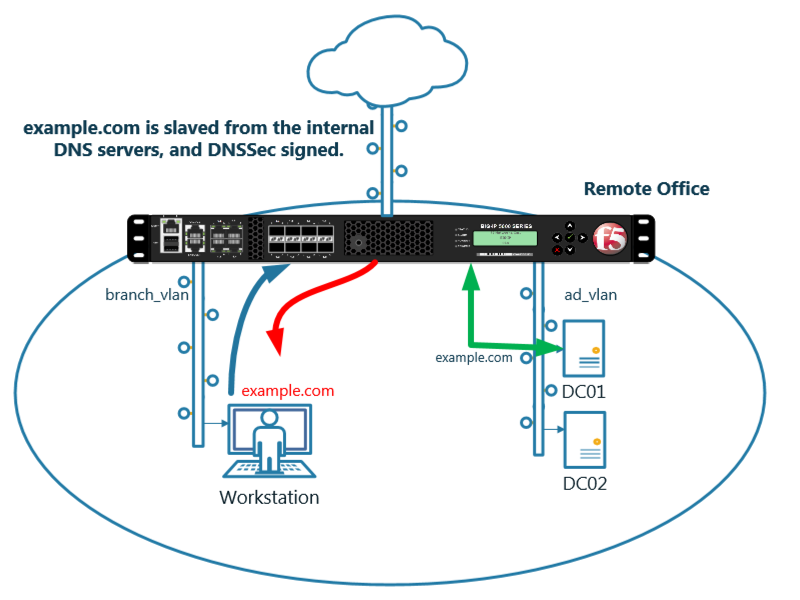 example.com is slaved from the internal
DNS servers, and DNSSec signed.
Remote Office
BIG-IP 5000 SERIES
f5
branch_vlan
ad_vlan
example.com
example.com
DC01
Workstation
DC02